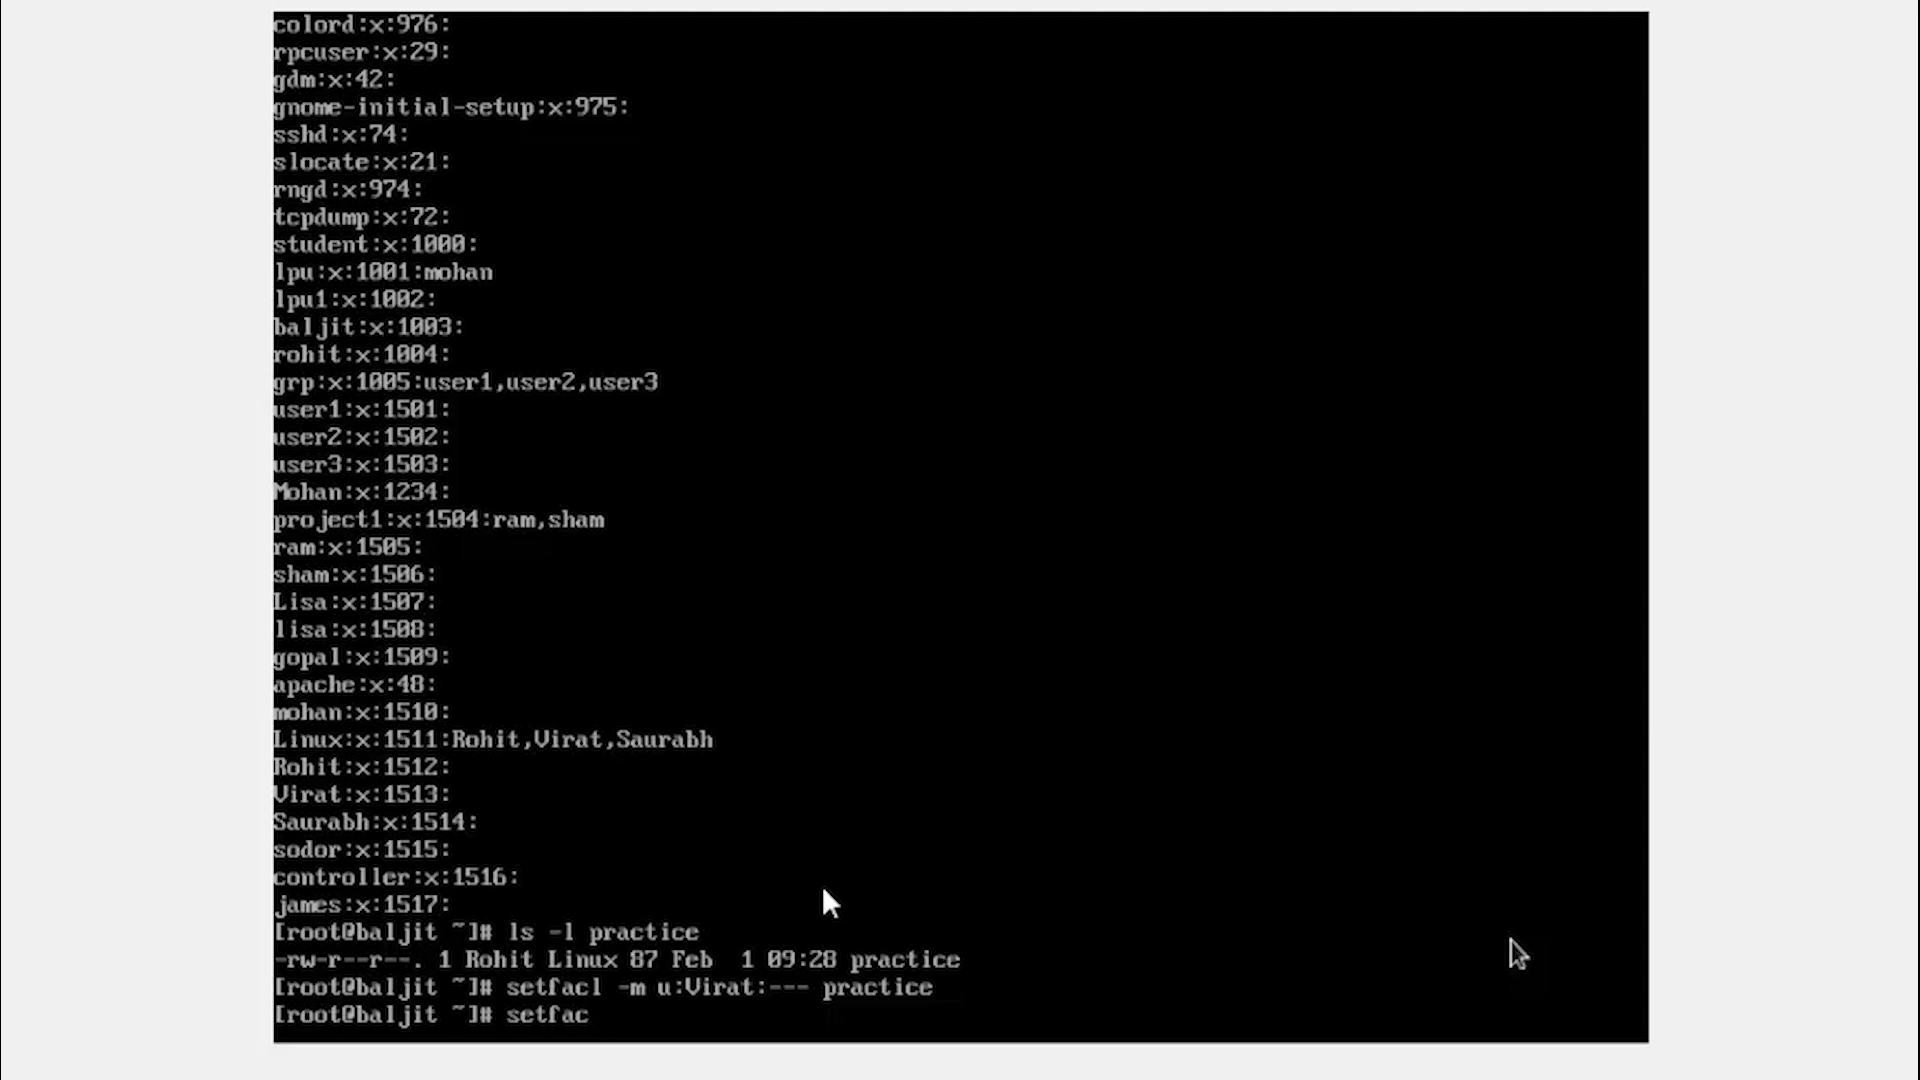 colord:x:976:
rpcuser:x:29:
gdm:x:42:
gnome-initial-setup:x:975:
sshd:x:74:
slocate:x:21:
rngd:x:974:
tcpdump:x:72:
student:x:1000:
lpu:x:1001:mohan
lpu1:x:1002:
baljit:x:1003:
rohit:x:1004:
grp:x:1005:user1,user2,user3
user1:x:1501:
user2:x:1502:
user3:x:1503:
Mohan:x:1234:
project1:x:1504:ram,sham
ram:x:1505:
sham:x:1506:
Lisa:x:1507:
lisa:x:1508:
gopal:x:1509:
apache:x:48:
mohan:x:1510:
Linux:x:1511:Rohit,Virat,Saurabh
Rohit:x:1512:
Virat:x:1513:
Saurabh:x:1514:
sodor:x:1515:
controller:x:1516:
james:x:1517:
[root@baljit ~]# ls -l practice
-rw-r--r--. 1 Rohit Linux 87 Feb  1 09:28 practice
[root@baljit ~]# setfacl -m u:Virat:--- practice
[root@baljit ~]# setfac